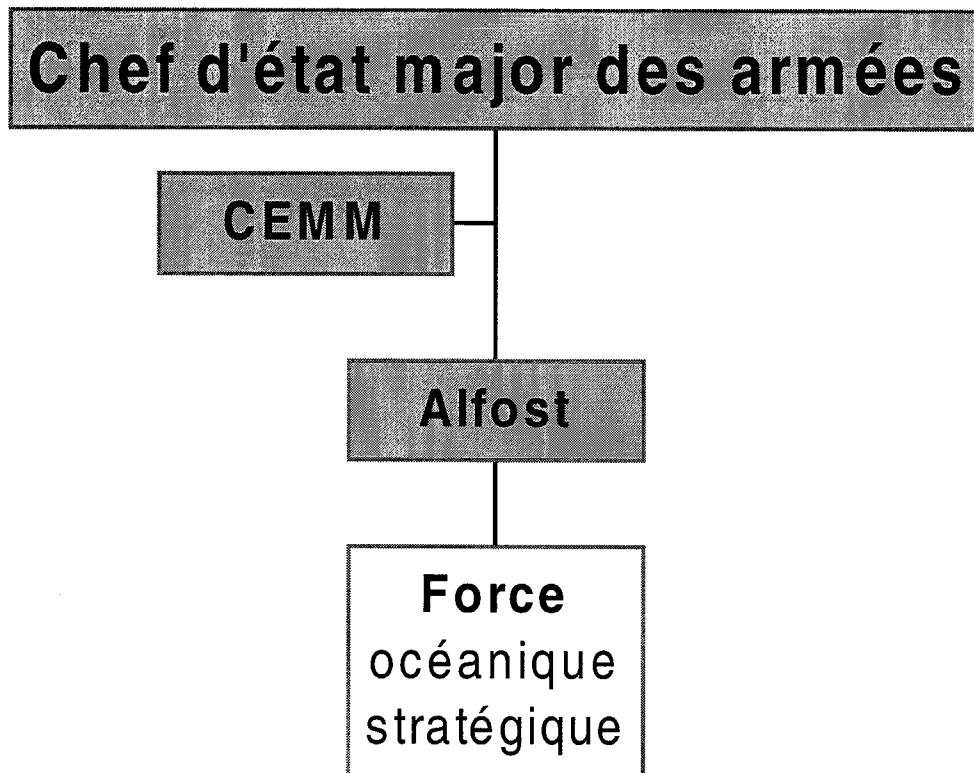 Chef d'état major des armées
CEMM
Alfost
Force
océanique
stratégique